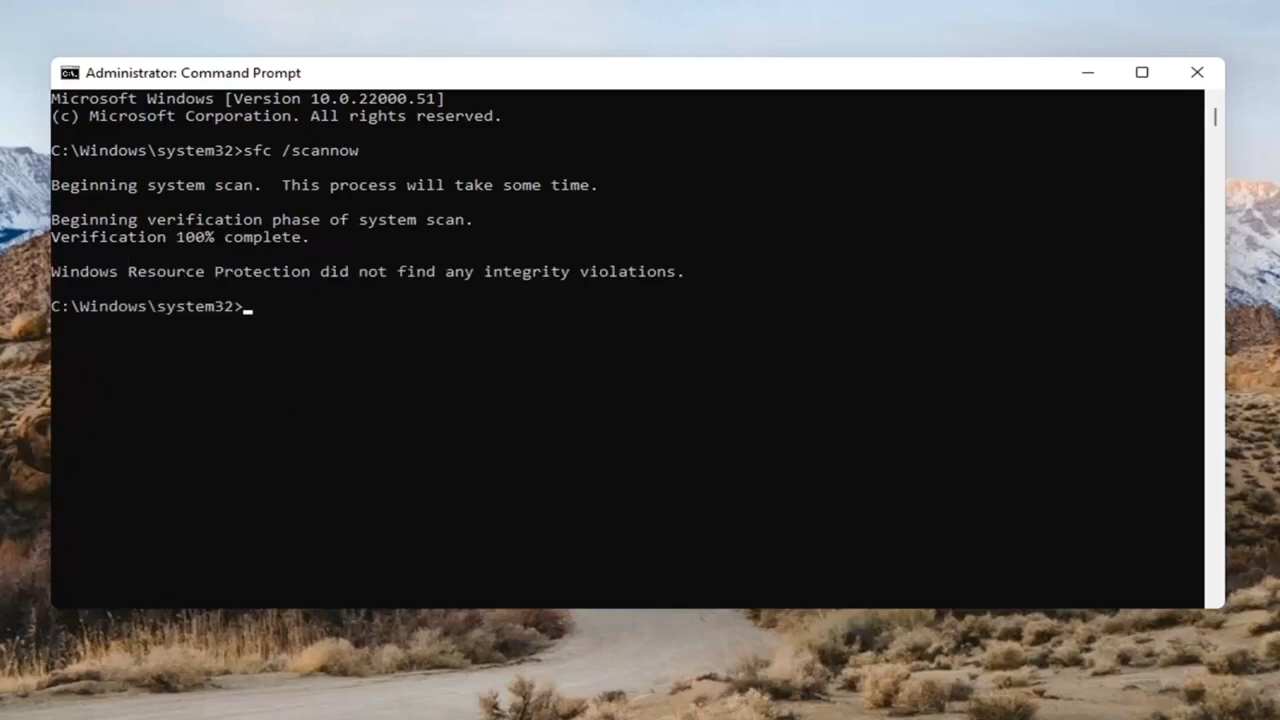 Administrator: Command Prompt
Microsoft Windows [Version 10.0.22000.51]
(c) Microsoft Corporation. All rights reserved.
C:\Windows\system32>sfc /scannow
Beginning system scan.  This process will take some time.
Beginning verification phase of system scan.
Verification 100% complete.
Windows Resource Protection did not find any integrity violations.
C:\Windows\system32>